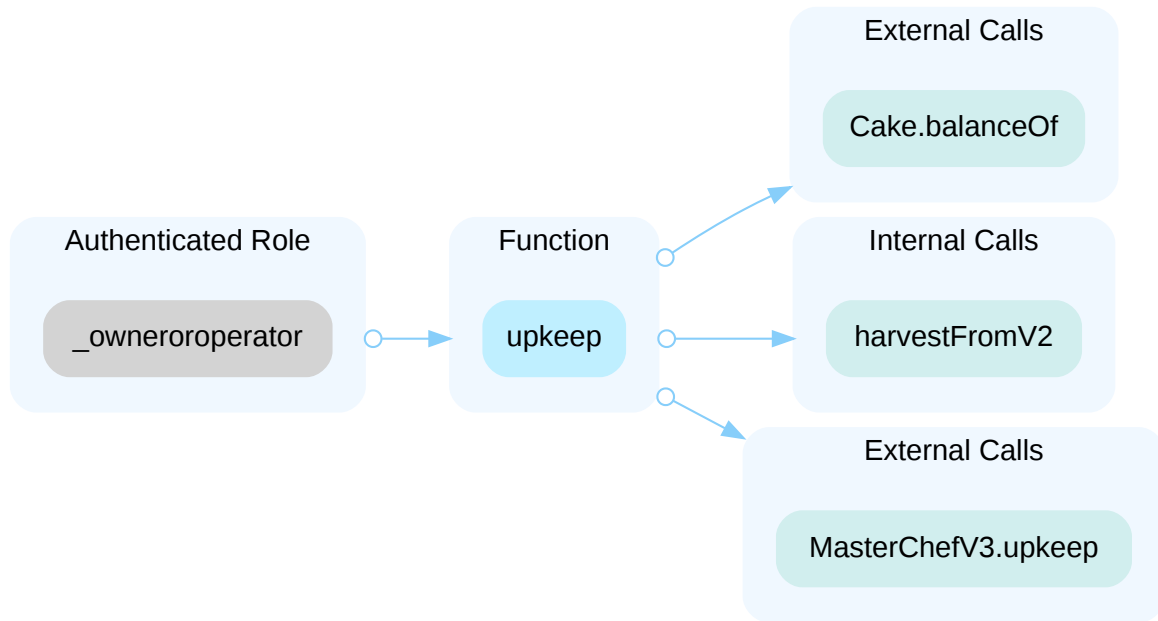 External Calls
Cake.balanceOf
Authenticated Role
_owneroroperator
Function
upkeep
Internal Calls
harvestFromV2
External Calls
MasterChefV3.upkeep